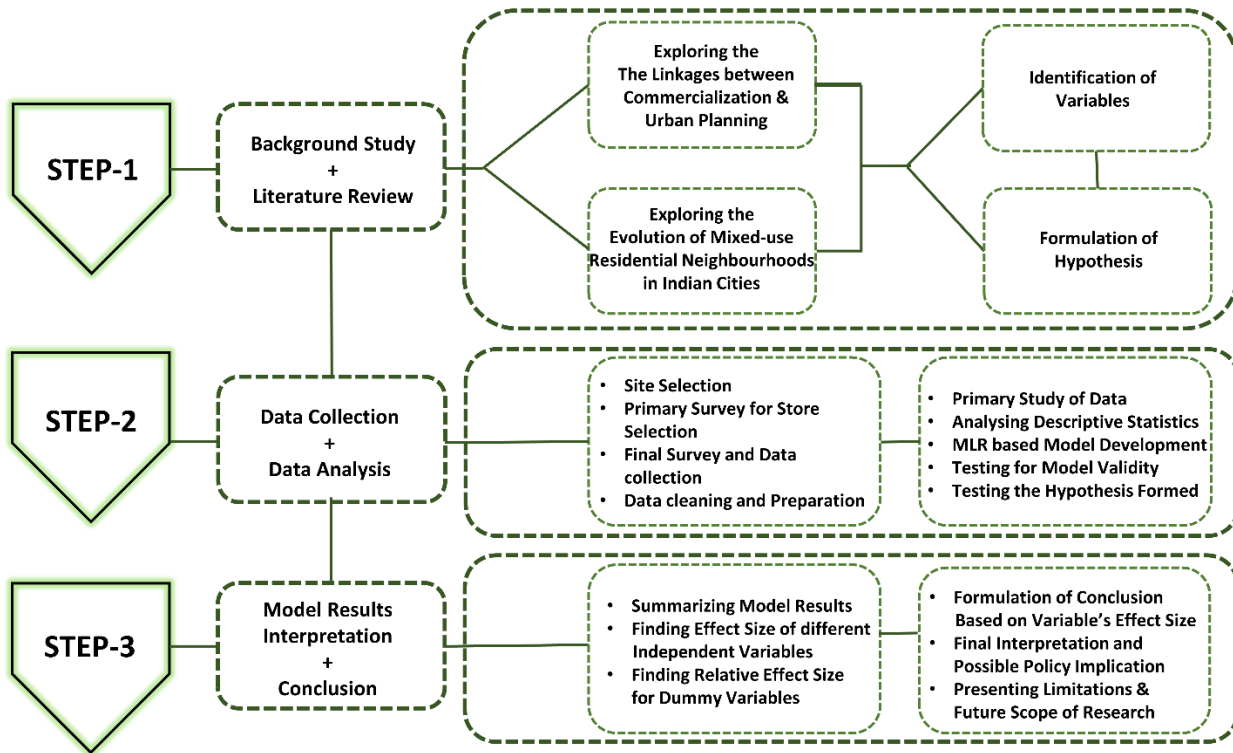 STEP-1
Background Study
+
Literature Review
Exploring the
The Linkages between
Commercialization &
Urban Planning
Exploring the
Evolution of Mixed-use
Residential Neighbourhoods
in Indian Cities
Identification of
Variables
Formulation of
Hypothesis
STEP-2
Data Collection
+
Data Analysis
• Site Selection
• Primary Survey for Store
Selection
• Final Survey and Data
collection
• Data cleaning and Preparation
• Primary Study of Data
• Analysing Descriptive Statistics
• MLR based Model Development
• Testing for Model Validity
• Testing the Hypothesis Formed
STEP-3
Model Results
Interpretation
+
Conclusion
• Summarizing Model Results
• Finding Effect Size of different
Independent Variables
• Finding Relative Effect Size
for Dummy Variables
• Formulation of Conclusion
Based on Variable's Effect Size
• Final Interpretation and
Possible Policy Implication
• Presenting Limitations &
Future Scope of Research